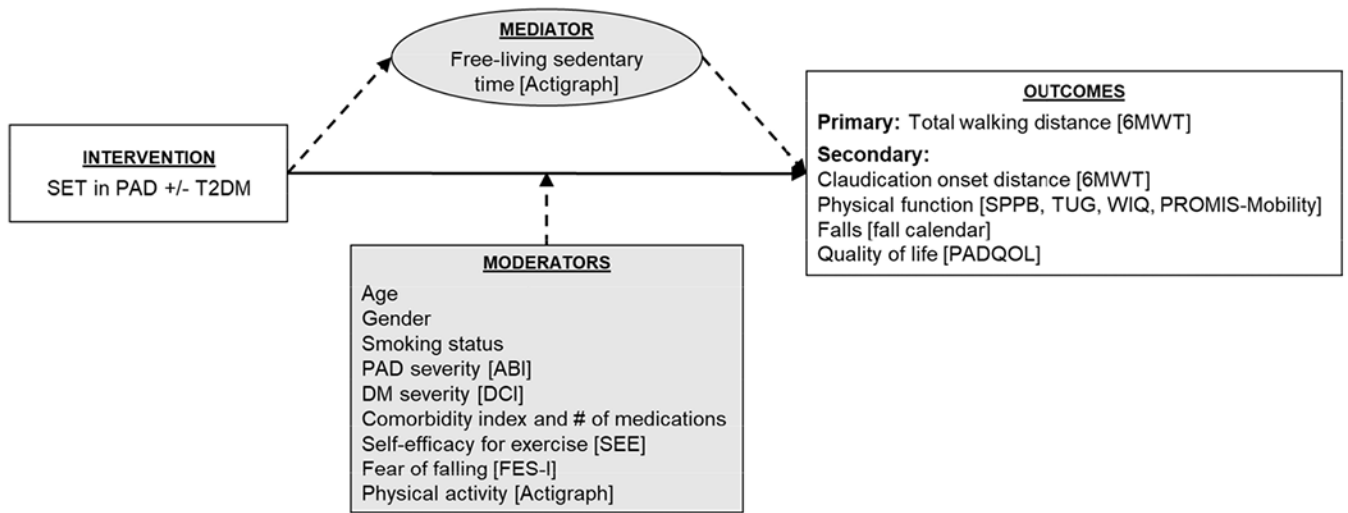 MEDIATOR
Free-living sedentary
time [Actigraph]
INTERVENTION
SET in PAD +/- T2DM
OUTCOMES
Primary: Total walking distance [6MWT]
Secondary:
Claudication onset distance [6MWT]
Physical function [SPPB, TUG, WIQ, PROMIS-Mobility]
Falls [fall calendar]
Quality of life [PADQOL]
MODERATORS
Age
Gender
Smoking status
PAD severity [ABI]
DM severity [DCI]
Comorbidity index and # of medications
Self-efficacy for exercise [SEE]
Fear of falling [FES-I]
Physical activity [Actigraph]